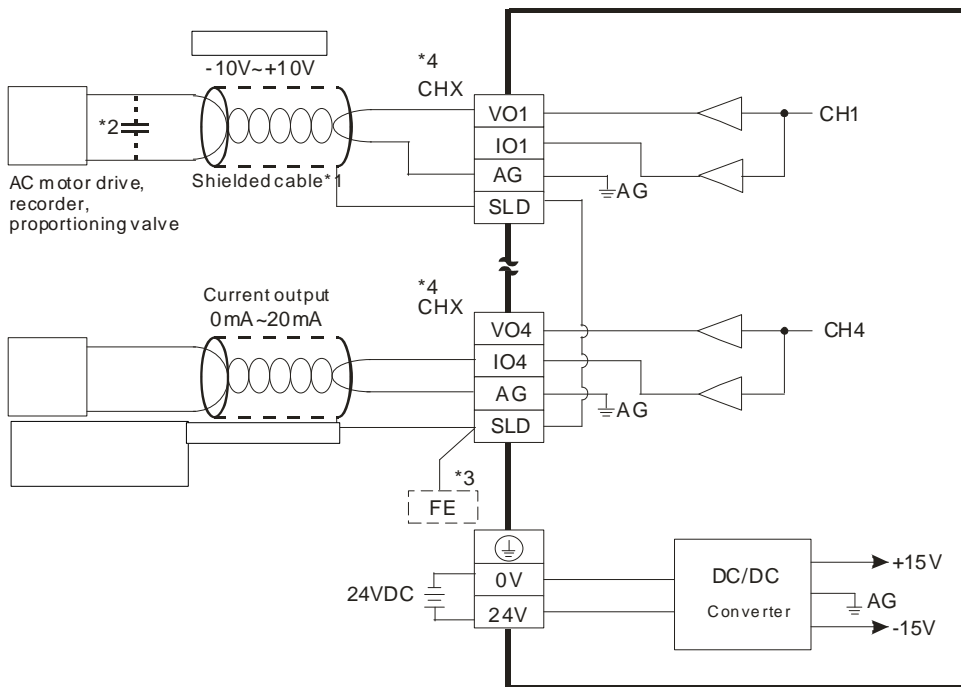 -10V~+10V
*4
CHX
*2
VO1
IO1
AG
SLD
CH1
AG
AC motor drive,
recorder,
proportioning valve
Shielded cable*1
Current output
0mA~20mA
*4
CHX
VO4
IO4
AG
SLD
CH4
AG
*3
FE
24VDC
0V
24V
DC/DC
Converter
+15V
AG
-15V